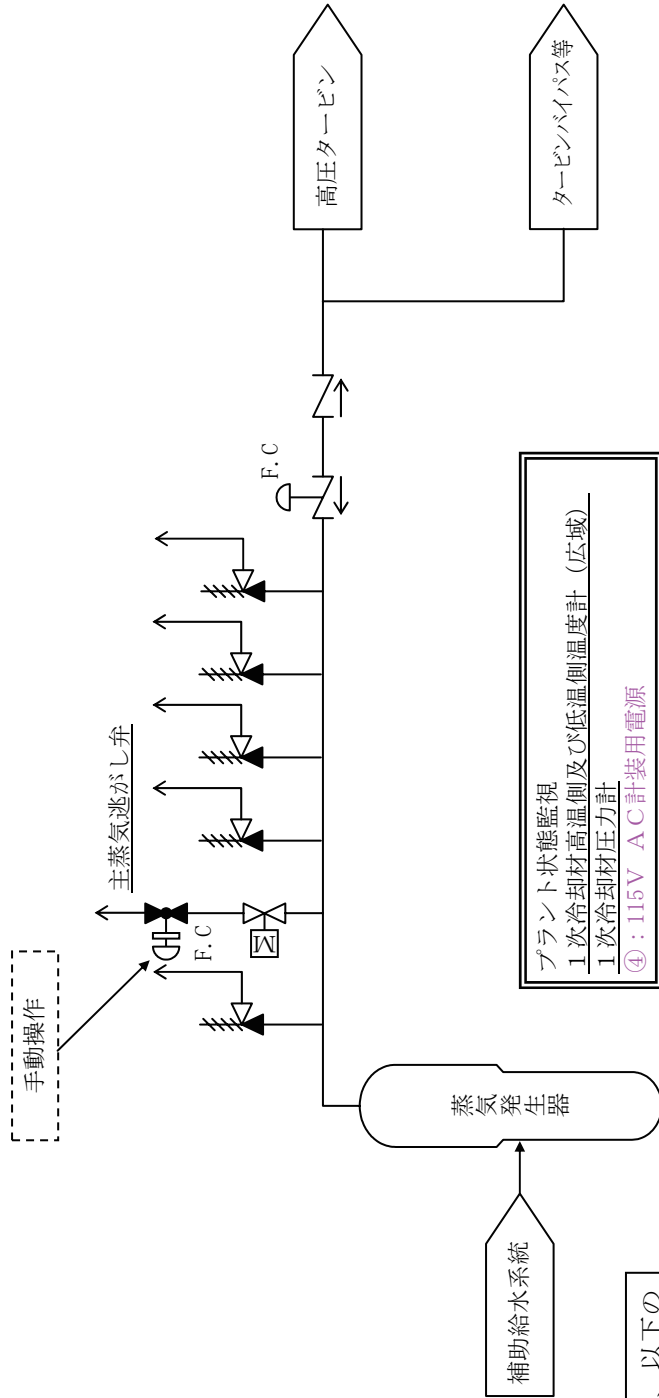 手動操作
主蒸気逃がし弁
F.C
M
F.C
高圧タービン
タービンバイパス等
蒸気発生器
補助給水系統
プラント状態監視
1次冷却材高温側及び低温側温度計（広域）
1次冷却材圧力計
④：115V AC計装用電源
以下の